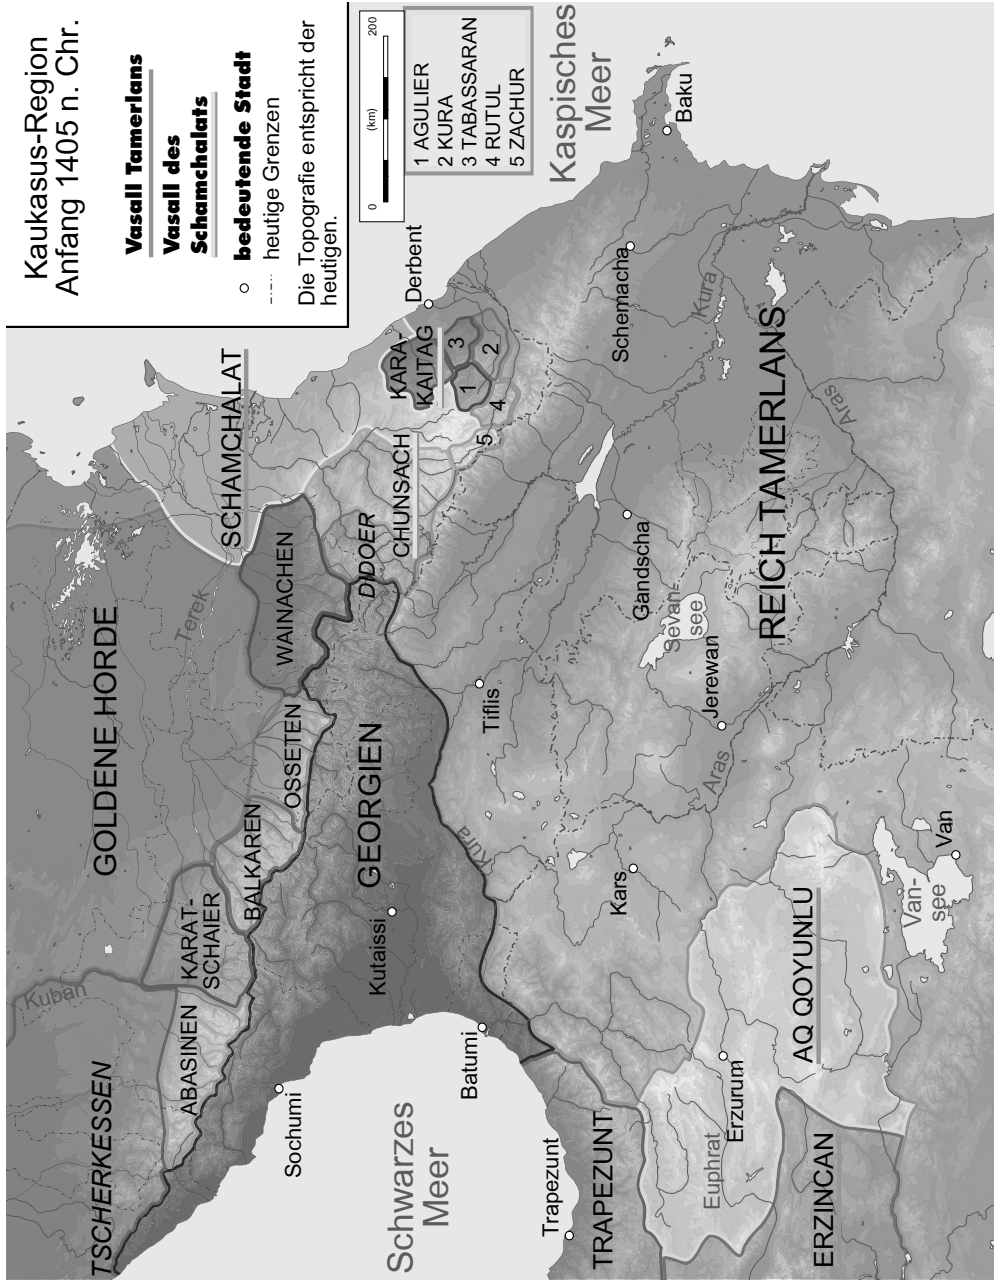 Kaukasus-Region
Anfang 1405 n. Chr.
Vasall Tamerlans
Vasall des
Schamchalats
bedeutende Stadt
heutige Grenzen
Die Topografie entspricht der
heutigen.
0 (km) 200
1 AGULIER
2 KURA
3 TABASSARAN
4 RUTUL
5 ZACHUR
TSCHERKESSEN
Kuban
GOLDENE HORDE
Terek
ABASINEN
KARAT-
SCHAIER
BALKAREN
OSSETEN
WAINACHEN
SCHAMCHALAT
DIDOER
CHUNSACH
KARA-
KAITAG
Derbent
1
2
3
4
5
Kaspisches
Meer
Sochumi
Kutaissi
GEORGIEN
Schwarzes
Meer
Batumi
Kura
Tiflis
Trapezunt
TRAPEZUNT
Kars
Gandscha
Schemacha
Baku
Kura
Sevan-
see
Jerewan
Aras
REICH TAMERLANS
Aras
Euphrat
Erzurum
AQ QOYUNLU
ERZINCAN
Van-
see
Van